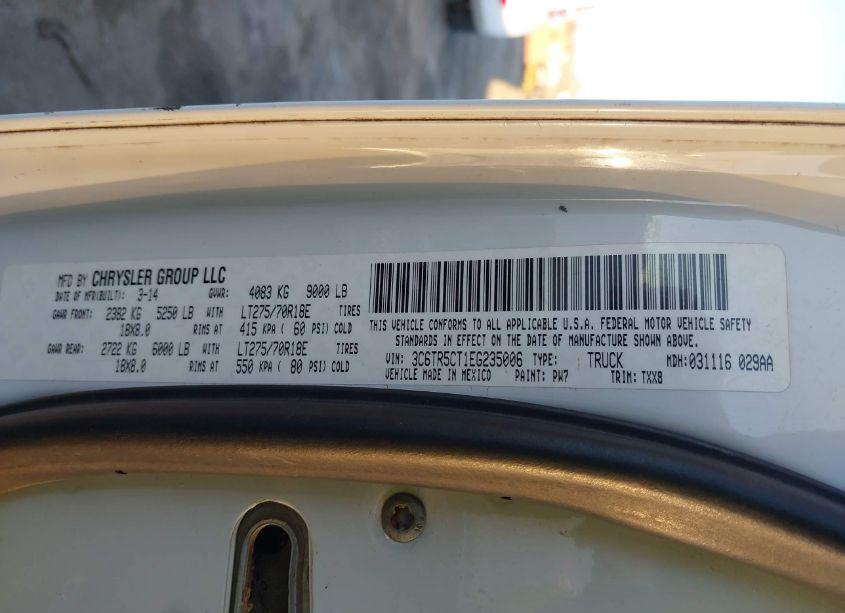 MFD BY CHRYSLER GROUP LLC
DATE OF MFR(BUILT): 3-14 GVWR: 4083 KG 9000 LB
GAWR FRONT: 2382 KG 5250 LB WITH LT275/70R18E TIRES
18X8.0 RIMS AT 415 KPA ( 60 PSI) COLD
GAWR REAR: 2722 KG 6000 LB WITH LT275/70R18E TIRES
18X8.0 RIMS AT 550 KPA ( 80 PSI) COLD
THIS VEHICLE CONFORMS TO ALL APPLICABLE U.S.A. FEDERAL MOTOR VEHICLE SAFETY
STANDARDS IN EFFECT ON THE DATE OF MANUFACTURE SHOWN ABOVE.
VIN: 3C6TR5CT1EG235006 TYPE: TRUCK MDH: 031116 029AA
VEHICLE MADE IN MEXICO PAINT: PW7 TRIM: TXX8